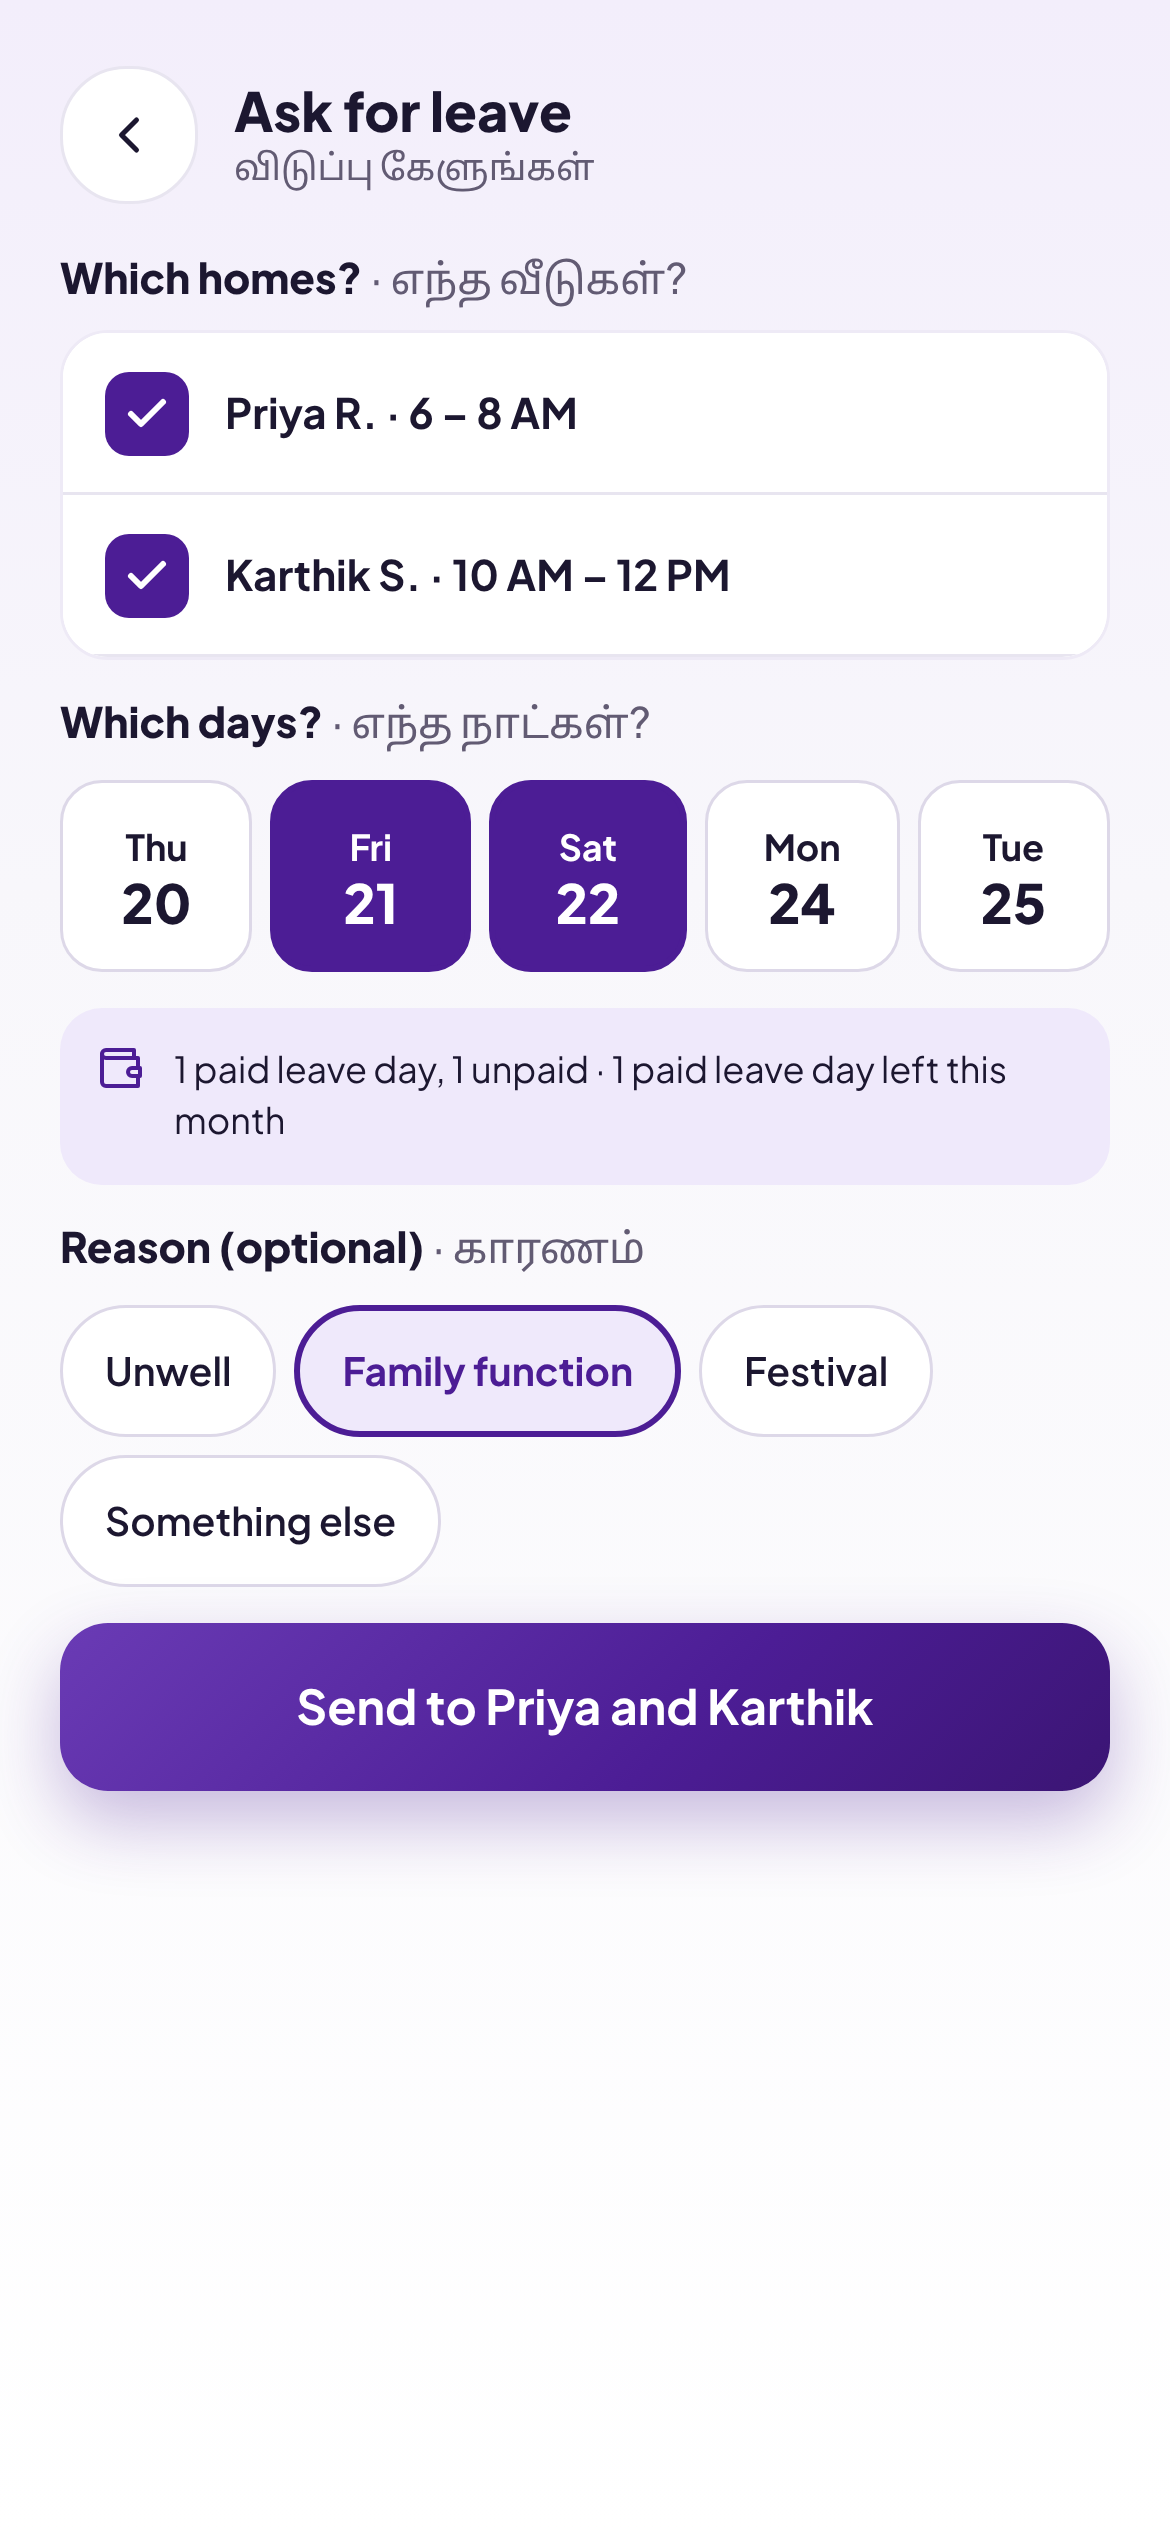 Ask for leave
விடுப்பு கேளுங்கள்
Which homes? · எந்த வீடுகள்?
Priya R. · 6 – 8 AM
Karthik S. · 10 AM – 12 PM
Which days? · எந்த நாட்கள்?
Thu Fri Sat Mon Tue
20 21 22 24 25
1 paid leave day, 1 unpaid · 1 paid leave day left this
month
Reason (optional) · காரணம்
Unwell Family function Festival
Something else
Send to Priya and Karthik